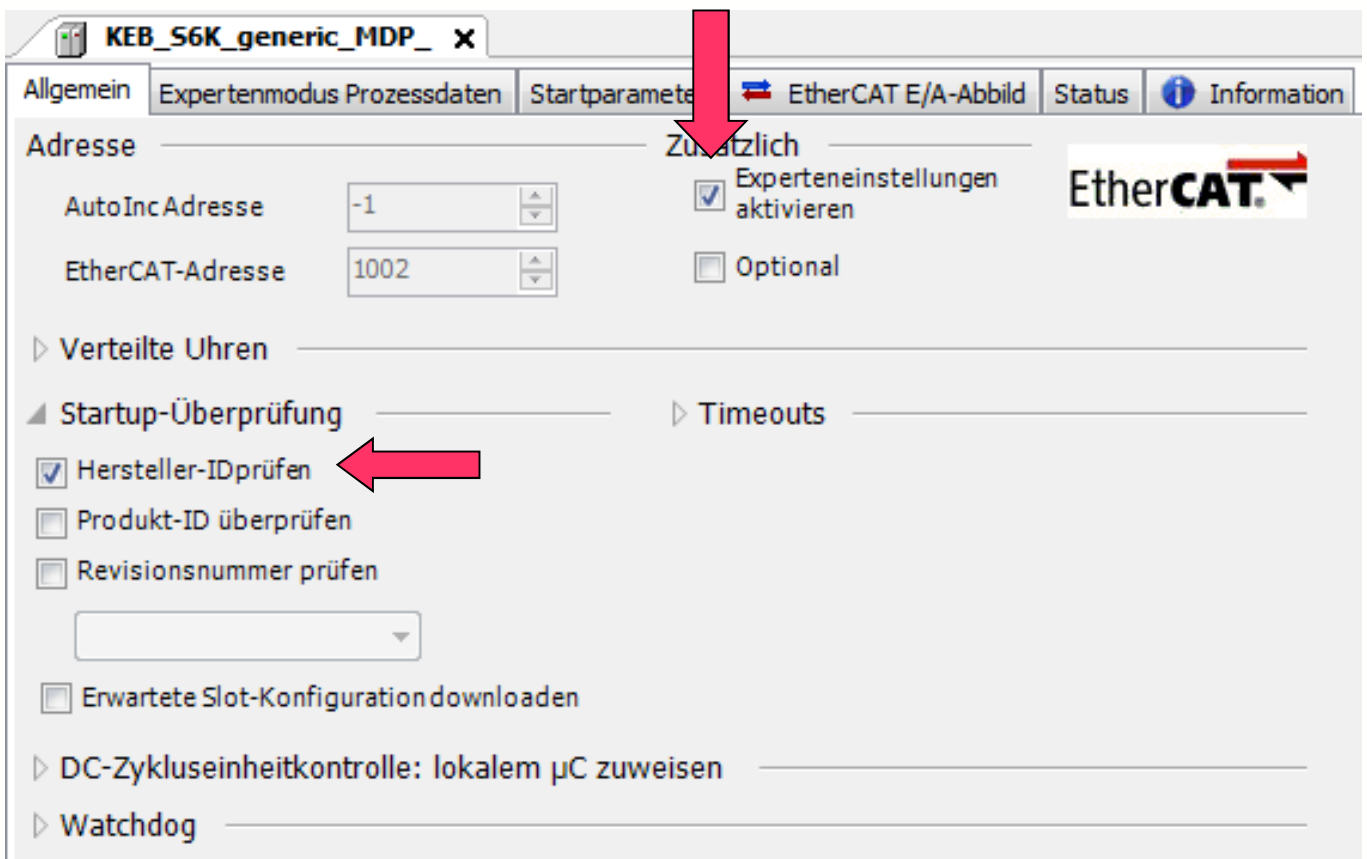 KEB_S6K_generic_MDP_
Allgemein Expertenmodus Prozessdaten Startparamete EtherCAT E/A-Abbild Status Information
Adresse Zusätzlich
AutoInc Adresse -1 Experteneinstellungen
aktivieren
EtherCAT-Adresse 1002 Optional
EtherCAT.
Verteilte Uhren
Startup-Überprüfung Timeouts
Hersteller-IDprüfen
Produkt-ID überprüfen
Revisionsnummer prüfen
Erwartete Slot-Konfiguration downloaden
DC-Zykluseinheitkontrolle: lokalem µC zuweisen
Watchdog